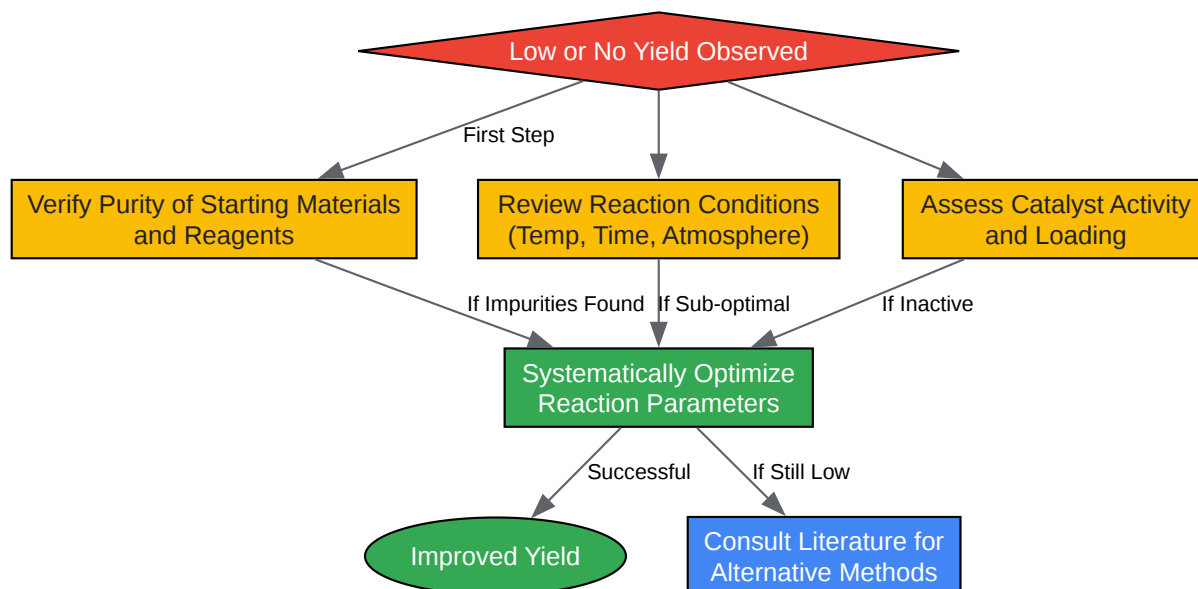 Low or No Yield Observed
First Step
Verify Purity of Starting Materials
and Reagents
Review Reaction Conditions
(Temp, Time, Atmosphere)
Assess Catalyst Activity
and Loading
If Impurities Found
If Sub-optimal
If Inactive
Systematically Optimize
Reaction Parameters
Successful
If Still Low
Improved Yield
Consult Literature for
Alternative Methods